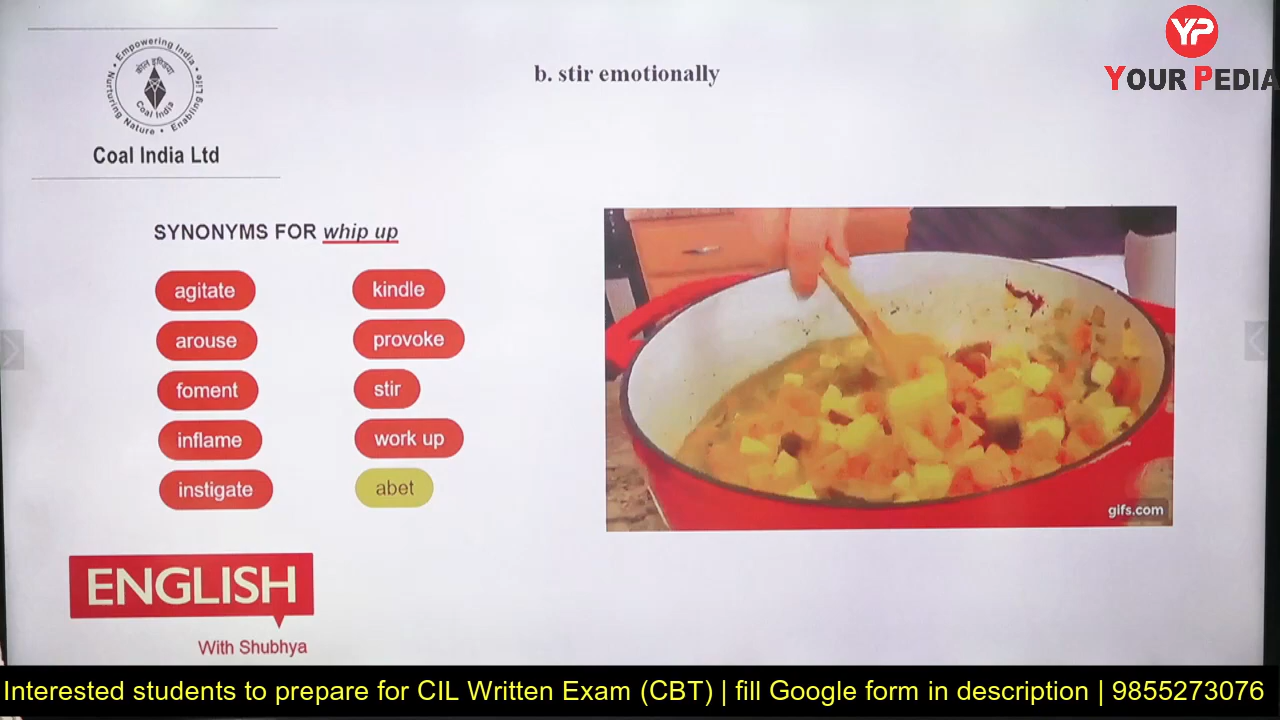 Empowering India
Nurturing Nature
Enabling Life
कोल इण्डिया
Coal India
Coal India Ltd
b. stir emotionally
YP
YOUR PEDIA
SYNONYMS FOR whip up
agitate
kindle
arouse
provoke
foment
stir
inflame
work up
instigate
abet
gifs.com
ENGLISH
With Shubhya
Interested students to prepare for CIL Written Exam (CBT) | fill Google form in description | 9855273076